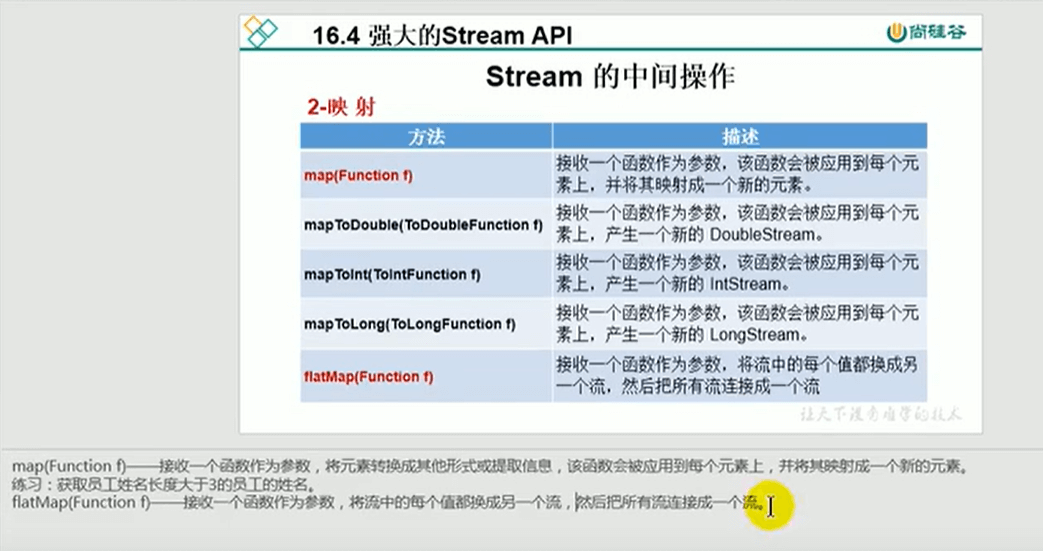 16.4 强大的Stream API
尚硅谷
Stream 的中间操作
2-映 射
方法
描述
map(Function f)
接收一个函数作为参数，该函数会被应用到每个元
素上，并将其映射成一个新的元素。
mapToDouble(ToDoubleFunction f)
接收一个函数作为参数，该函数会被应用到每个元
素上，产生一个新的 DoubleStream。
mapToInt(ToIntFunction f)
接收一个函数作为参数，该函数会被应用到每个元
素上，产生一个新的 IntStream。
mapToLong(ToLongFunction f)
接收一个函数作为参数，该函数会被应用到每个元
素上，产生一个新的 LongStream。
flatMap(Function f)
接收一个函数作为参数，将流中的每个值都换成另
一个流，然后把所有流连接成一个流
让天下没有难学的技术
map(Function f)——接收一个函数作为参数，将元素转换成其他形式或提取信息，该函数会被应用到每个元素上，并将其映射成一个新的元素。
练习：获取员工姓名长度大于3的员工的姓名。
flatMap(Function f)——接收一个函数作为参数，将流中的每个值都换成另一个流，然后把所有流连接成一个流。